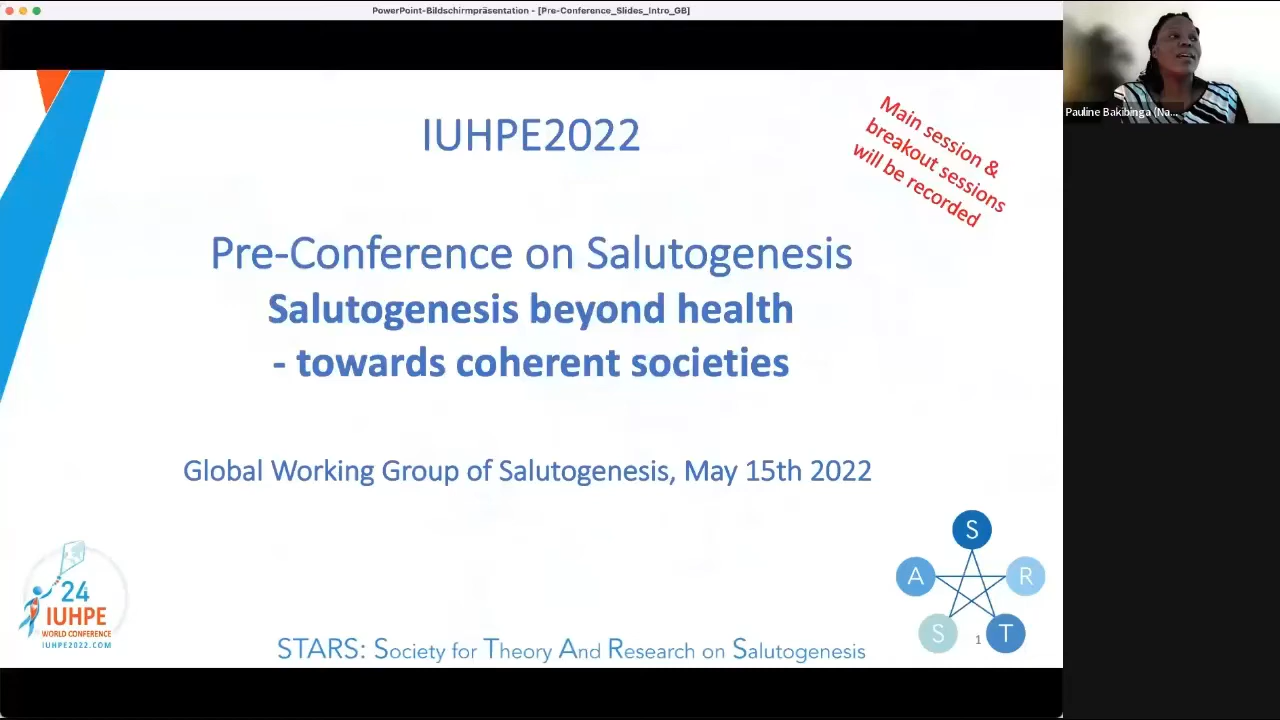 PowerPoint-Bildschirmpräsentation - [Pre-Conference_Slides_Intro_GB]
IUHPE2022
Main session &
breakout sessions
will be recorded
Pauline Bakibinga (Na...
Pre-Conference on Salutogenesis
Salutogenesis beyond health
- towards coherent societies
Global Working Group of Salutogenesis, May 15th 2022
S
A
R
S
T
1
24
IUHPE
WORLD CONFERENCE
IUHPE2022.COM
STARS: Society for Theory And Research on Salutogenesis